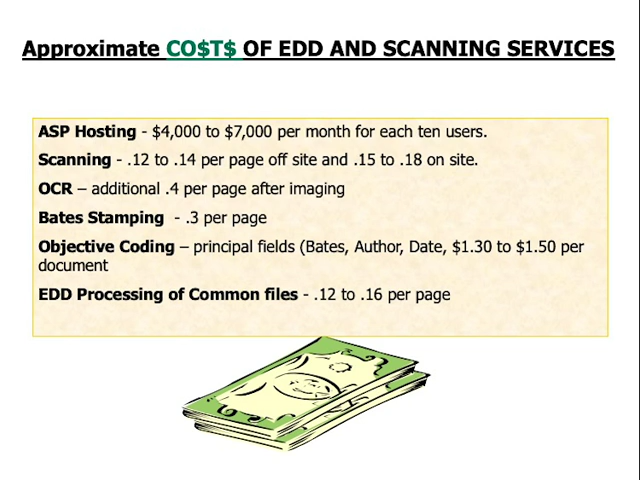 Approximate CO$T$ OF EDD AND SCANNING SERVICES
ASP Hosting - $4,000 to $7,000 per month for each ten users.
Scanning - .12 to .14 per page off site and .15 to .18 on site.
OCR – additional .4 per page after imaging
Bates Stamping - .3 per page
Objective Coding – principal fields (Bates, Author, Date, $1.30 to $1.50 per
document
EDD Processing of Common files - .12 to .16 per page